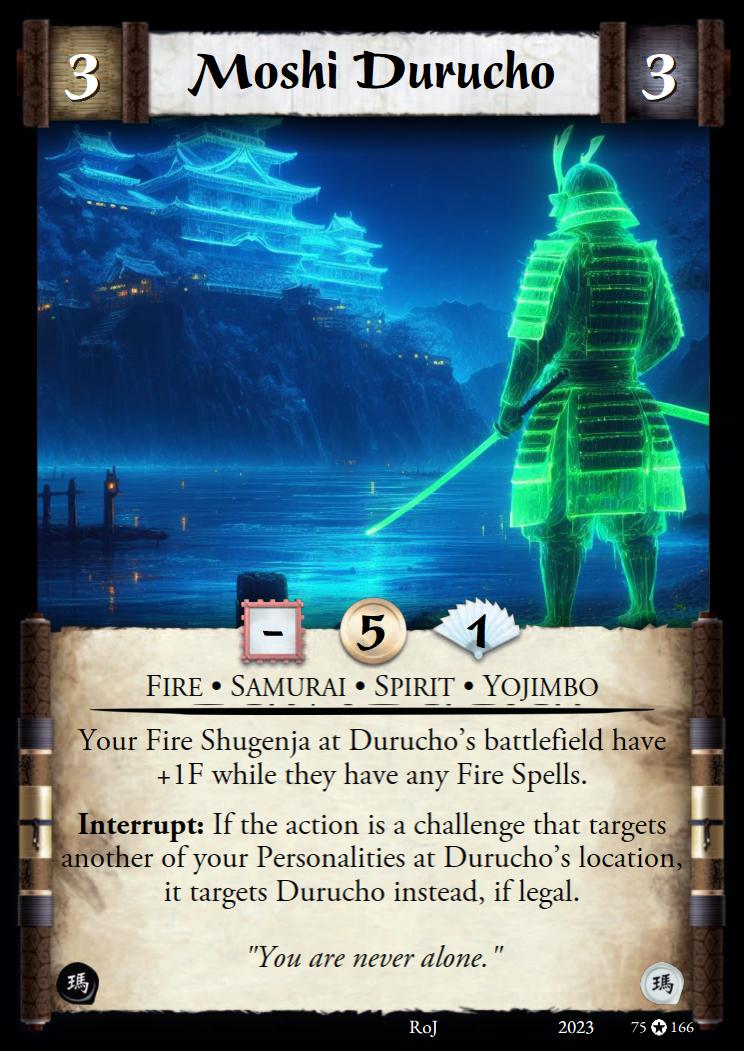 3 Moshi Durucho 3
- 5 1
Fire • Samurai • Spirit • Yojimbo
Your Fire Shugenja at Durucho's battlefield have
+1F while they have any Fire Spells.
Interrupt: If the action is a challenge that targets
another of your Personalities at Durucho's location,
it targets Durucho instead, if legal.
"You are never alone."
瑪 瑪
RoJ 2023 75 ✪ 166